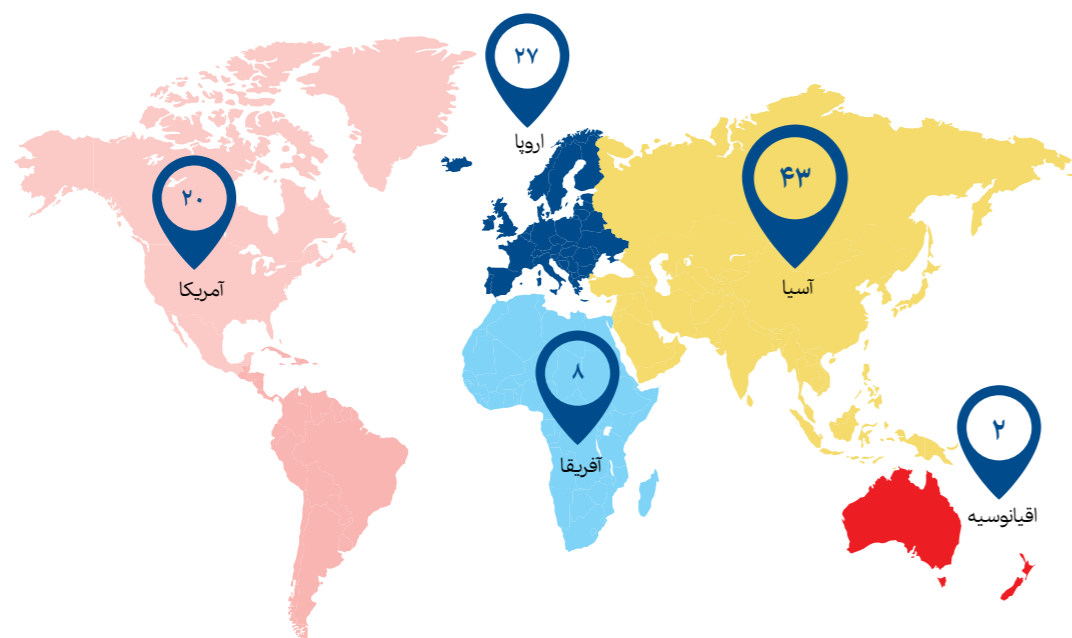 ۲۷
اروپا
۴۳
آسیا
۲۰
آمریکا
۸
آفریقا
۲
اقیانوسیه